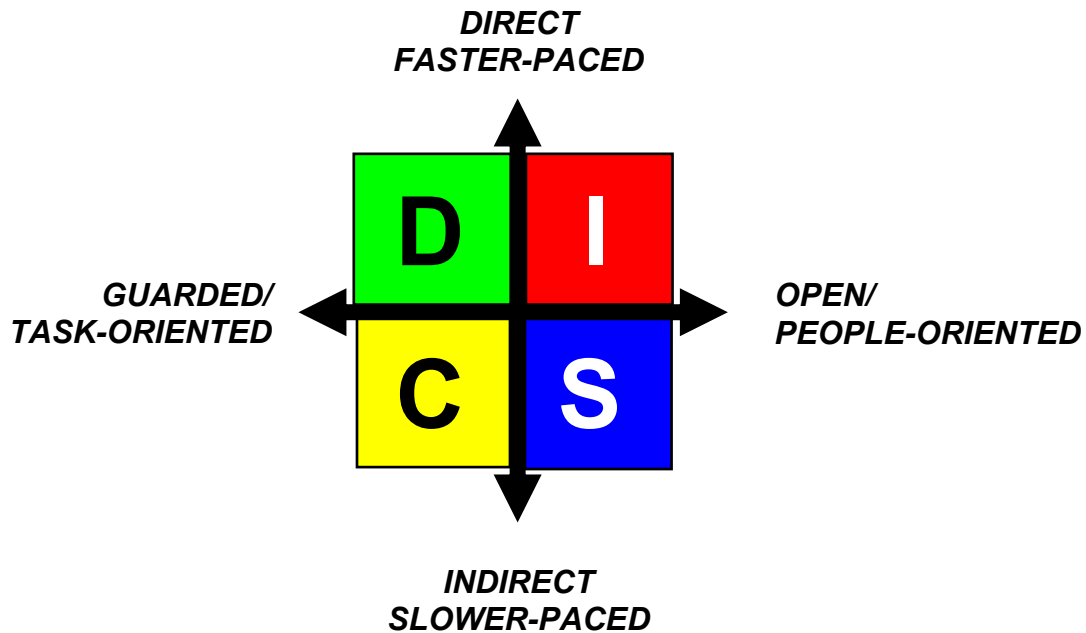 DIRECT
FASTER-PACED
D I
GUARDED/
TASK-ORIENTED
OPEN/
PEOPLE-ORIENTED
C S
INDIRECT
SLOWER-PACED